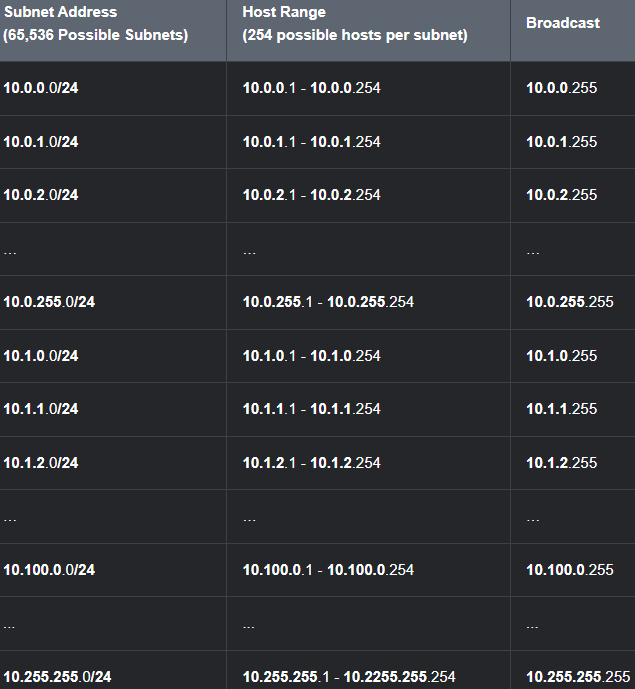 Subnet Address
(65,536 Possible Subnets)
Host Range
(254 possible hosts per subnet)
Broadcast
10.0.0.0/24
10.0.0.1 - 10.0.0.254
10.0.0.255
10.0.1.0/24
10.0.1.1 - 10.0.1.254
10.0.1.255
10.0.2.0/24
10.0.2.1 - 10.0.2.254
10.0.2.255
…
…
…
10.0.255.0/24
10.0.255.1 - 10.0.255.254
10.0.255.255
10.1.0.0/24
10.1.0.1 - 10.1.0.254
10.1.0.255
10.1.1.0/24
10.1.1.1 - 10.1.1.254
10.1.1.255
10.1.2.0/24
10.1.2.1 - 10.1.2.254
10.1.2.255
…
…
…
10.100.0.0/24
10.100.0.1 - 10.100.0.254
10.100.0.255
...
...
...
10.255.255.0/24
10.255.255.1 - 10.2255.255.254
10.255.255.255